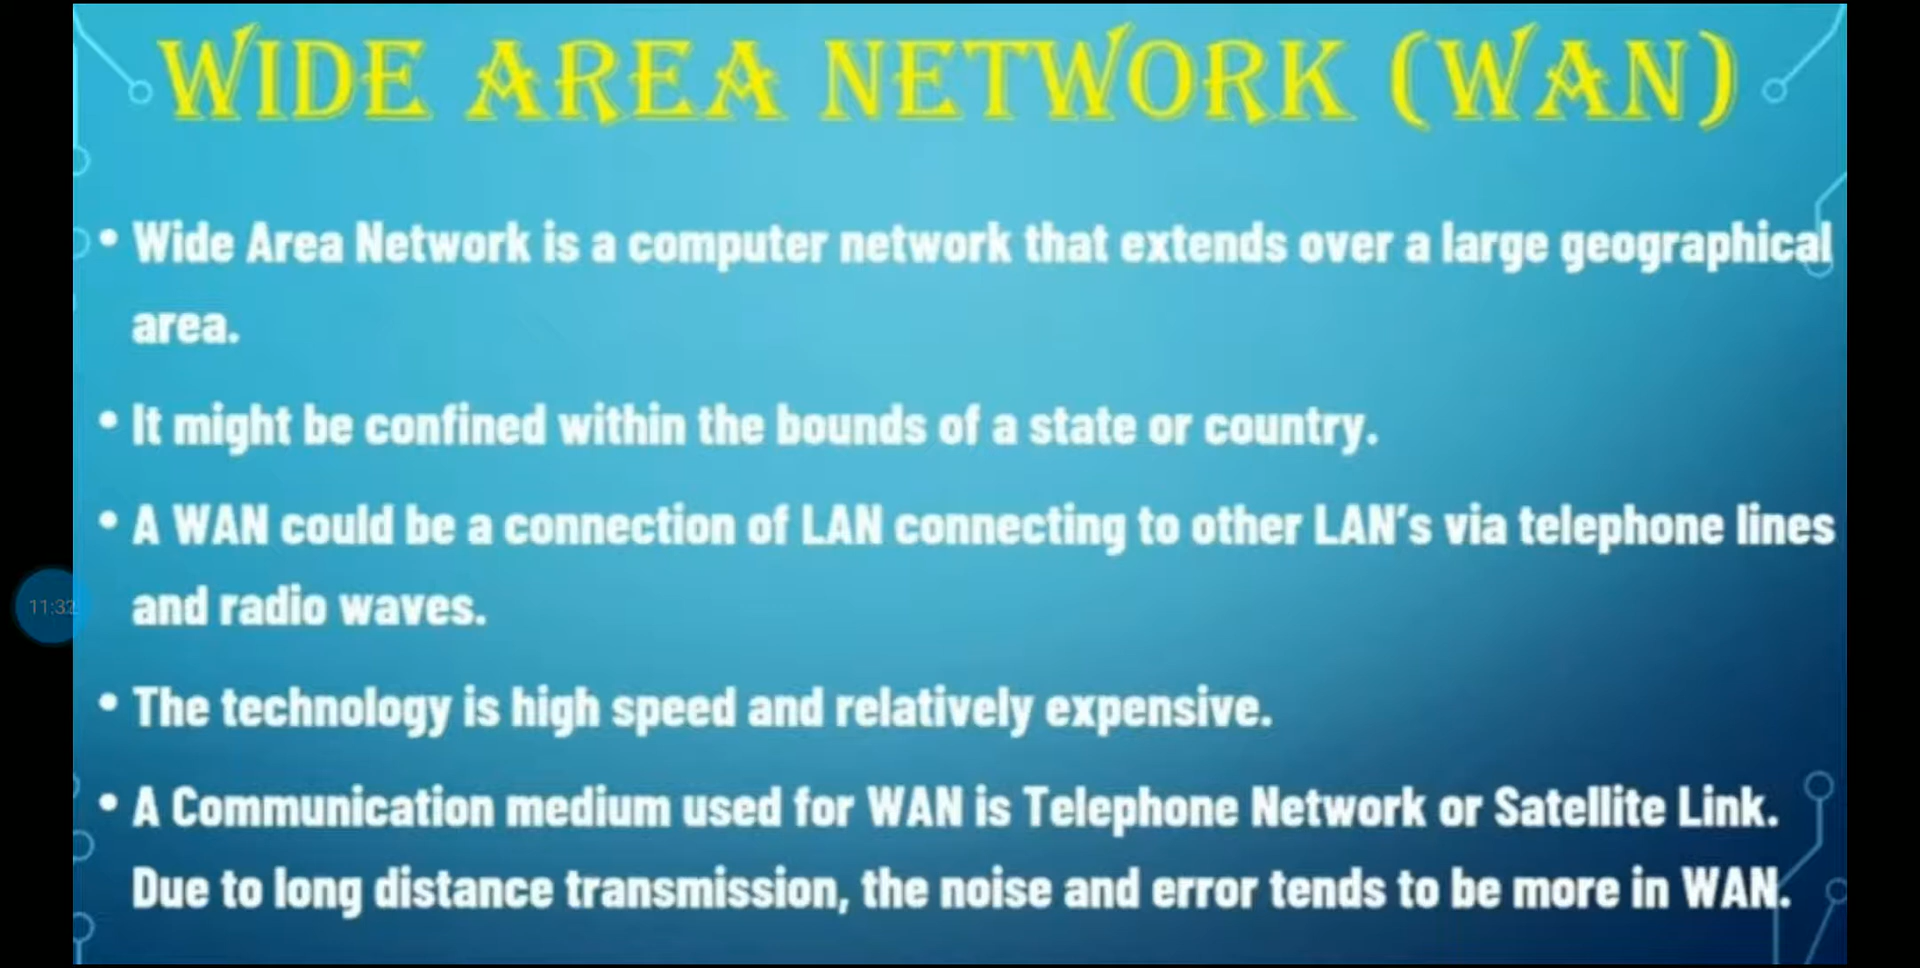 WIDE AREA NETWORK (WAN)
• Wide Area Network is a computer network that extends over a large geographical
area.
• It might be confined within the bounds of a state or country.
• A WAN could be a connection of LAN connecting to other LAN's via telephone lines
and radio waves.
11:32
• The technology is high speed and relatively expensive.
• A Communication medium used for WAN is Telephone Network or Satellite Link.
Due to long distance transmission, the noise and error tends to be more in WAN.